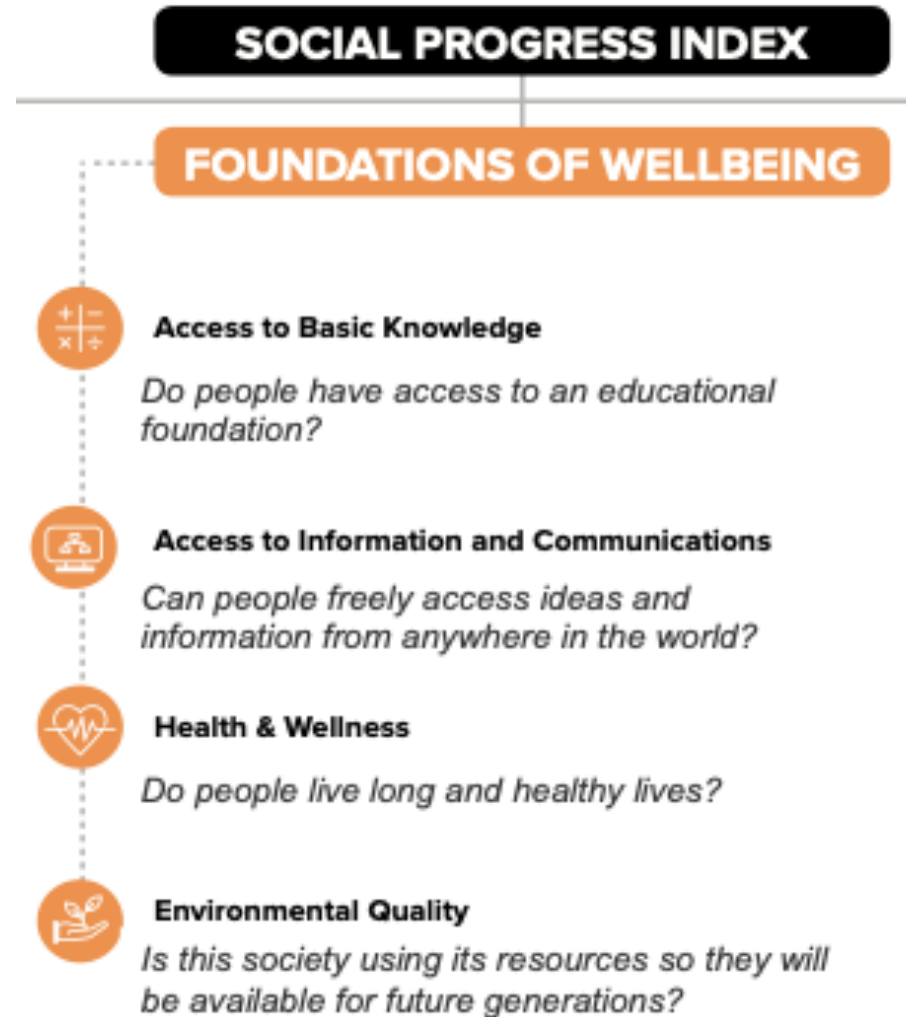 SOCIAL PROGRESS INDEX
FOUNDATIONS OF WELLBEING
Access to Basic Knowledge
Do people have access to an educational
foundation?
Access to Information and Communications
Can people freely access ideas and
information from anywhere in the world?
Health & Wellness
Do people live long and healthy lives?
Environmental Quality
Is this society using its resources so they will
be available for future generations?